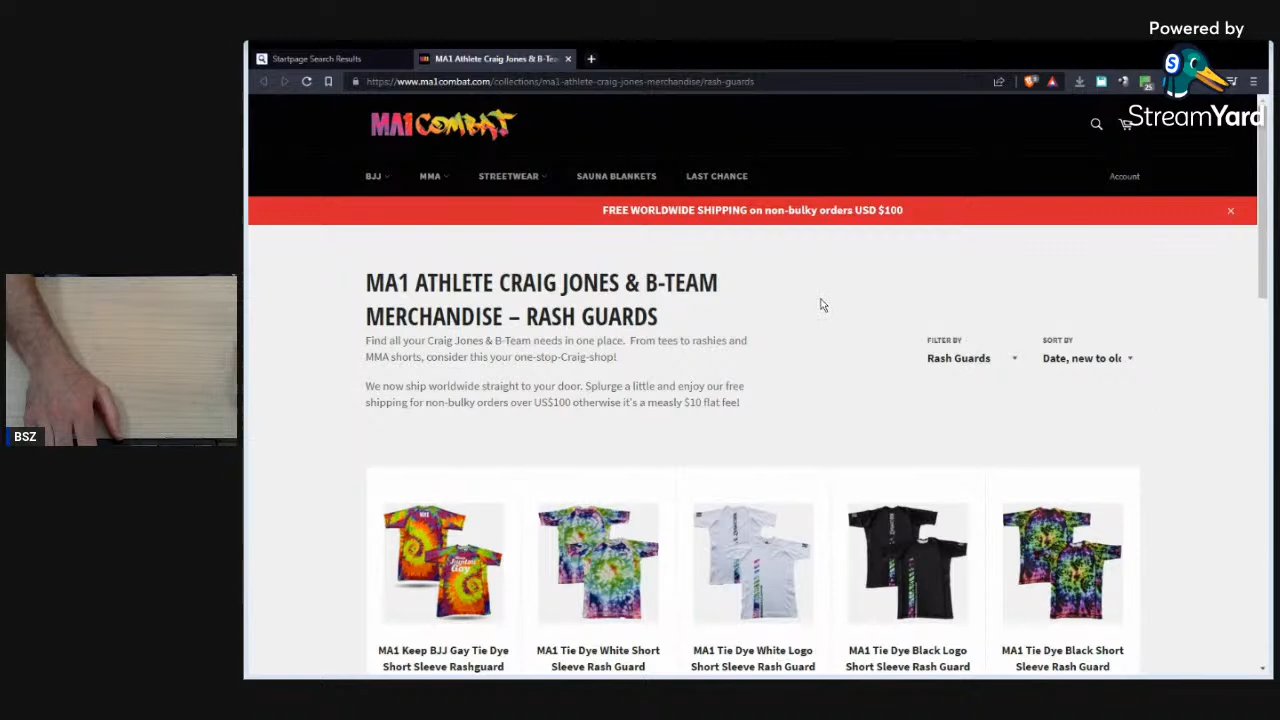 Powered by
StreamYard
Startpage Search Results
MA1 Athlete Craig Jones & B-Tea
https://www.ma1combat.com/collections/ma1-athlete-craig-jones-merchandise/rash-guards
25
MA1 COMBAT
BJJ
MMA
STREETWEAR
SAUNA BLANKETS
LAST CHANCE
Account
FREE WORLDWIDE SHIPPING on non-bulky orders USD $100
MA1 ATHLETE CRAIG JONES & B-TEAM
MERCHANDISE – RASH GUARDS
Find all your Craig Jones & B-Team needs in one place. From tees to rashies and
MMA shorts, consider this your one-stop-Craig-shop!
We now ship worldwide straight to your door. Splurge a little and enjoy our free
shipping for non-bulky orders over US$100 otherwise it's a measly $10 flat fee!
FILTER BY
Rash Guards
SORT BY
Date, new to ol
BSZ
MA1 Keep BJJ Gay Tie Dye
Short Sleeve Rashguard
MA1 Tie Dye White Short
Sleeve Rash Guard
MA1 Tie Dye White Logo
Short Sleeve Rash Guard
MA1 Tie Dye Black Logo
Short Sleeve Rash Guard
MA1 Tie Dye Black Short
Sleeve Rash Guard